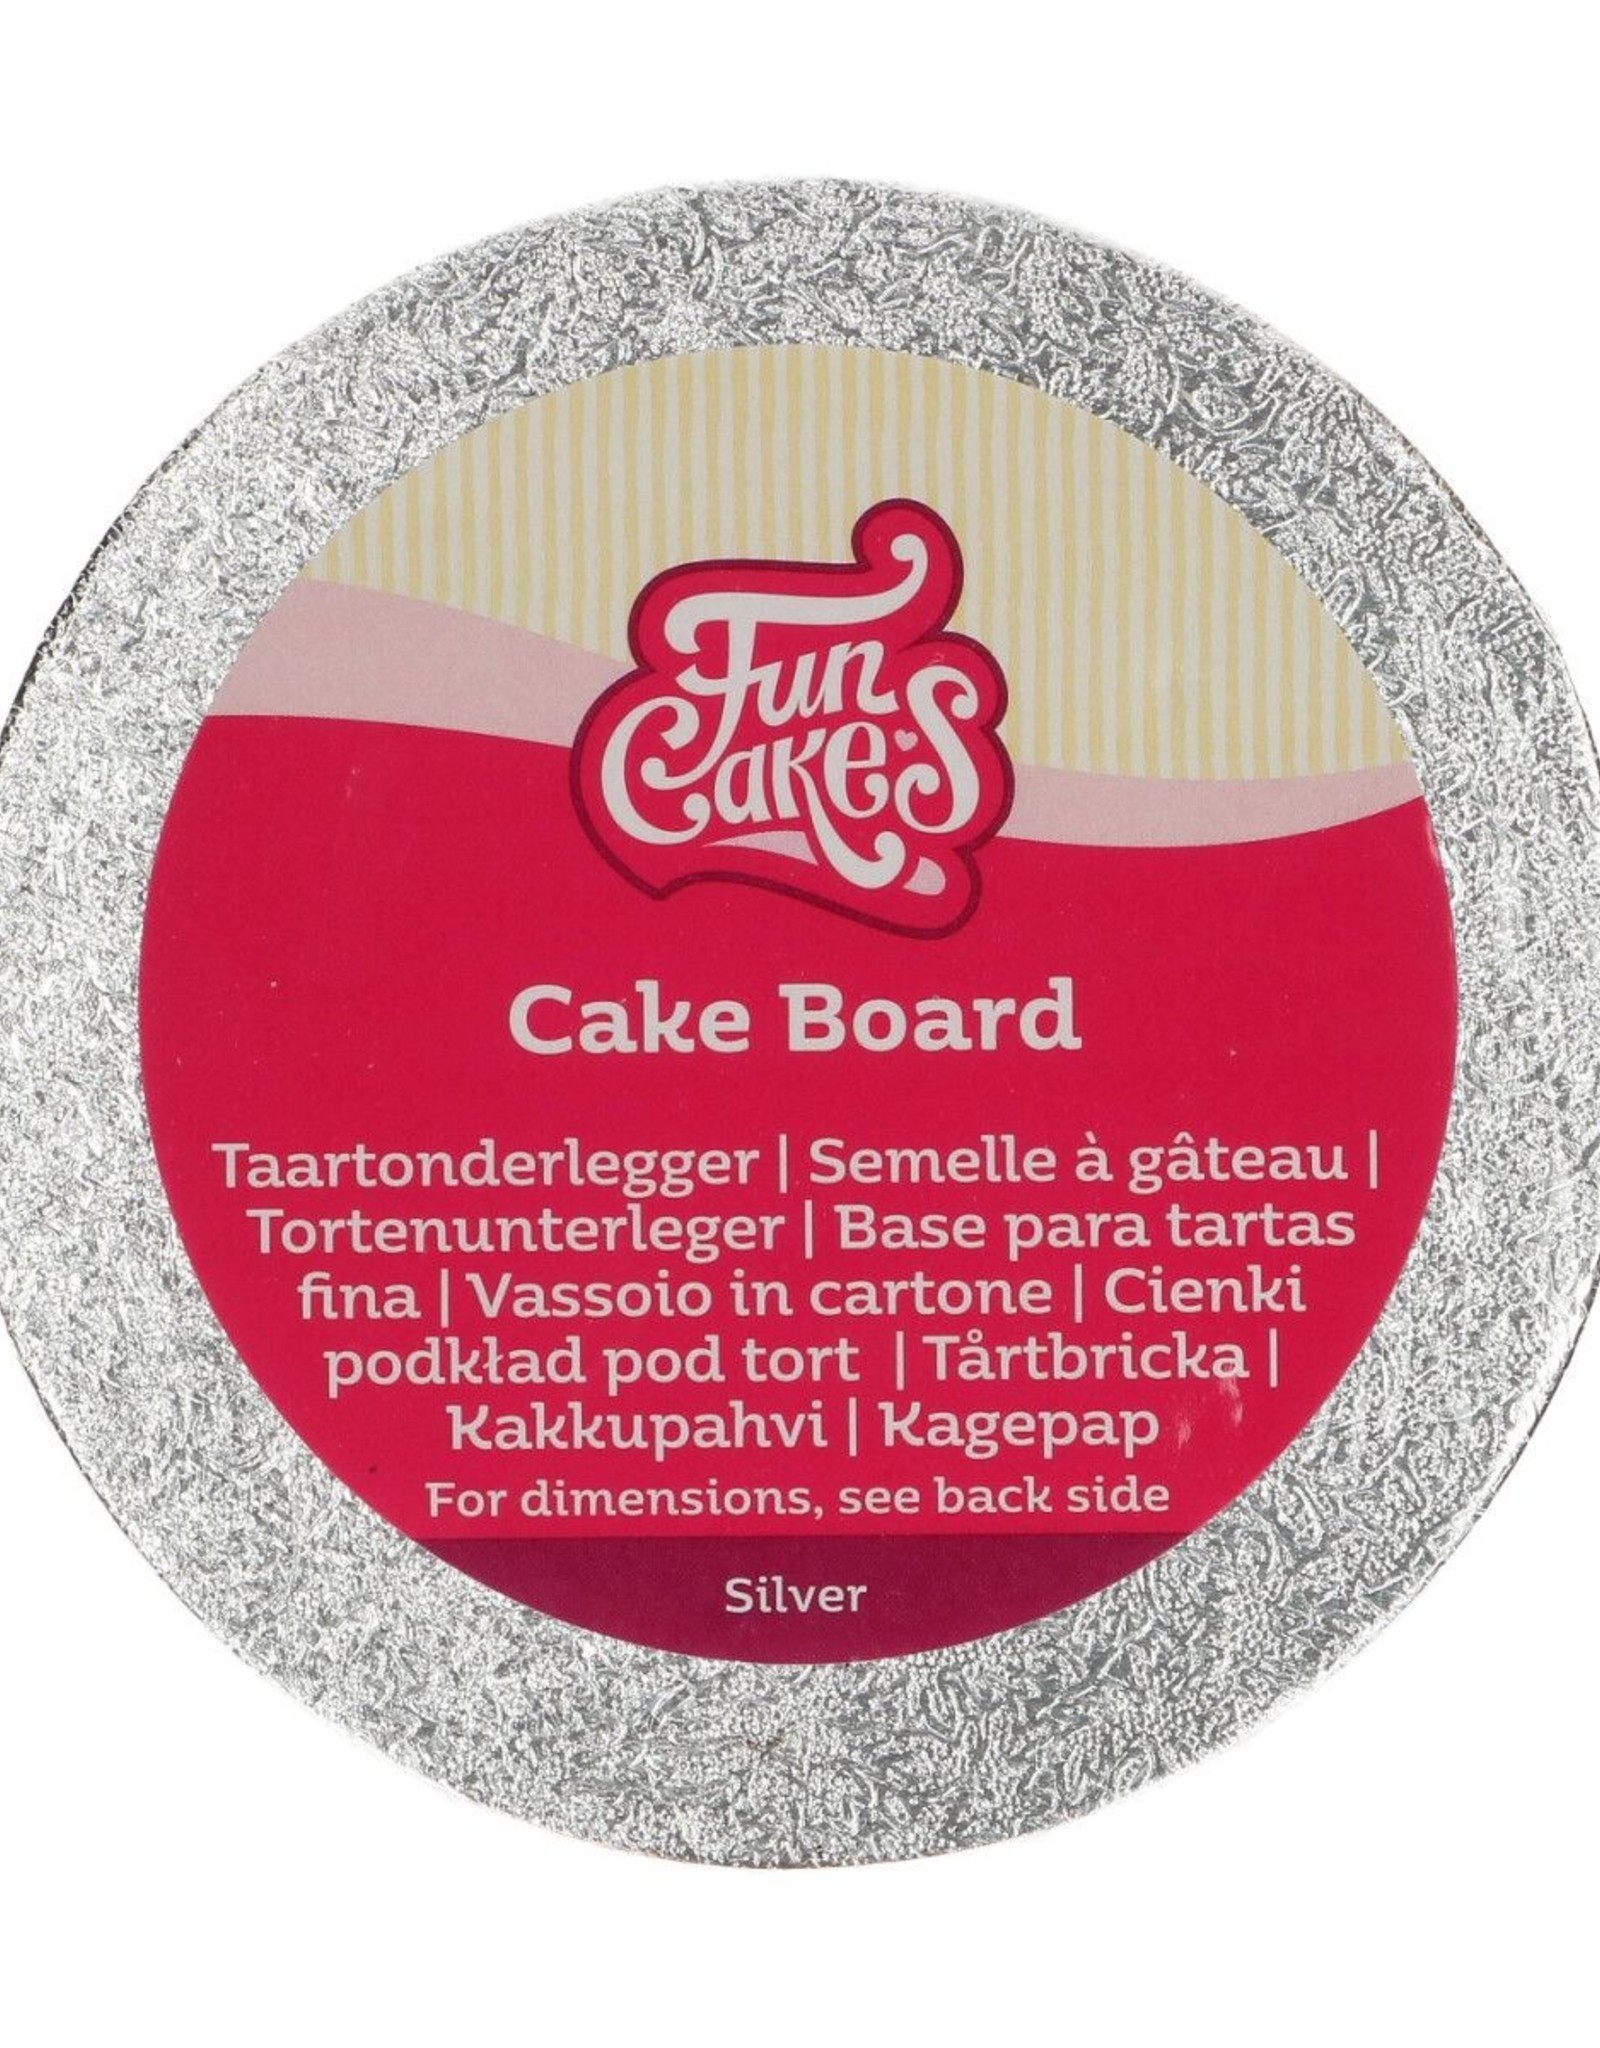 Fun
Cakes
Cake Board
Taartonderlegger | Semelle à gâteau |
Tortenunterleger | Base para tartas
fina | Vassoio in cartone | Cienki
podkład pod tort | Tårtbricka |
Kakkupahvi | Kagepap
For dimensions, see back side
Silver